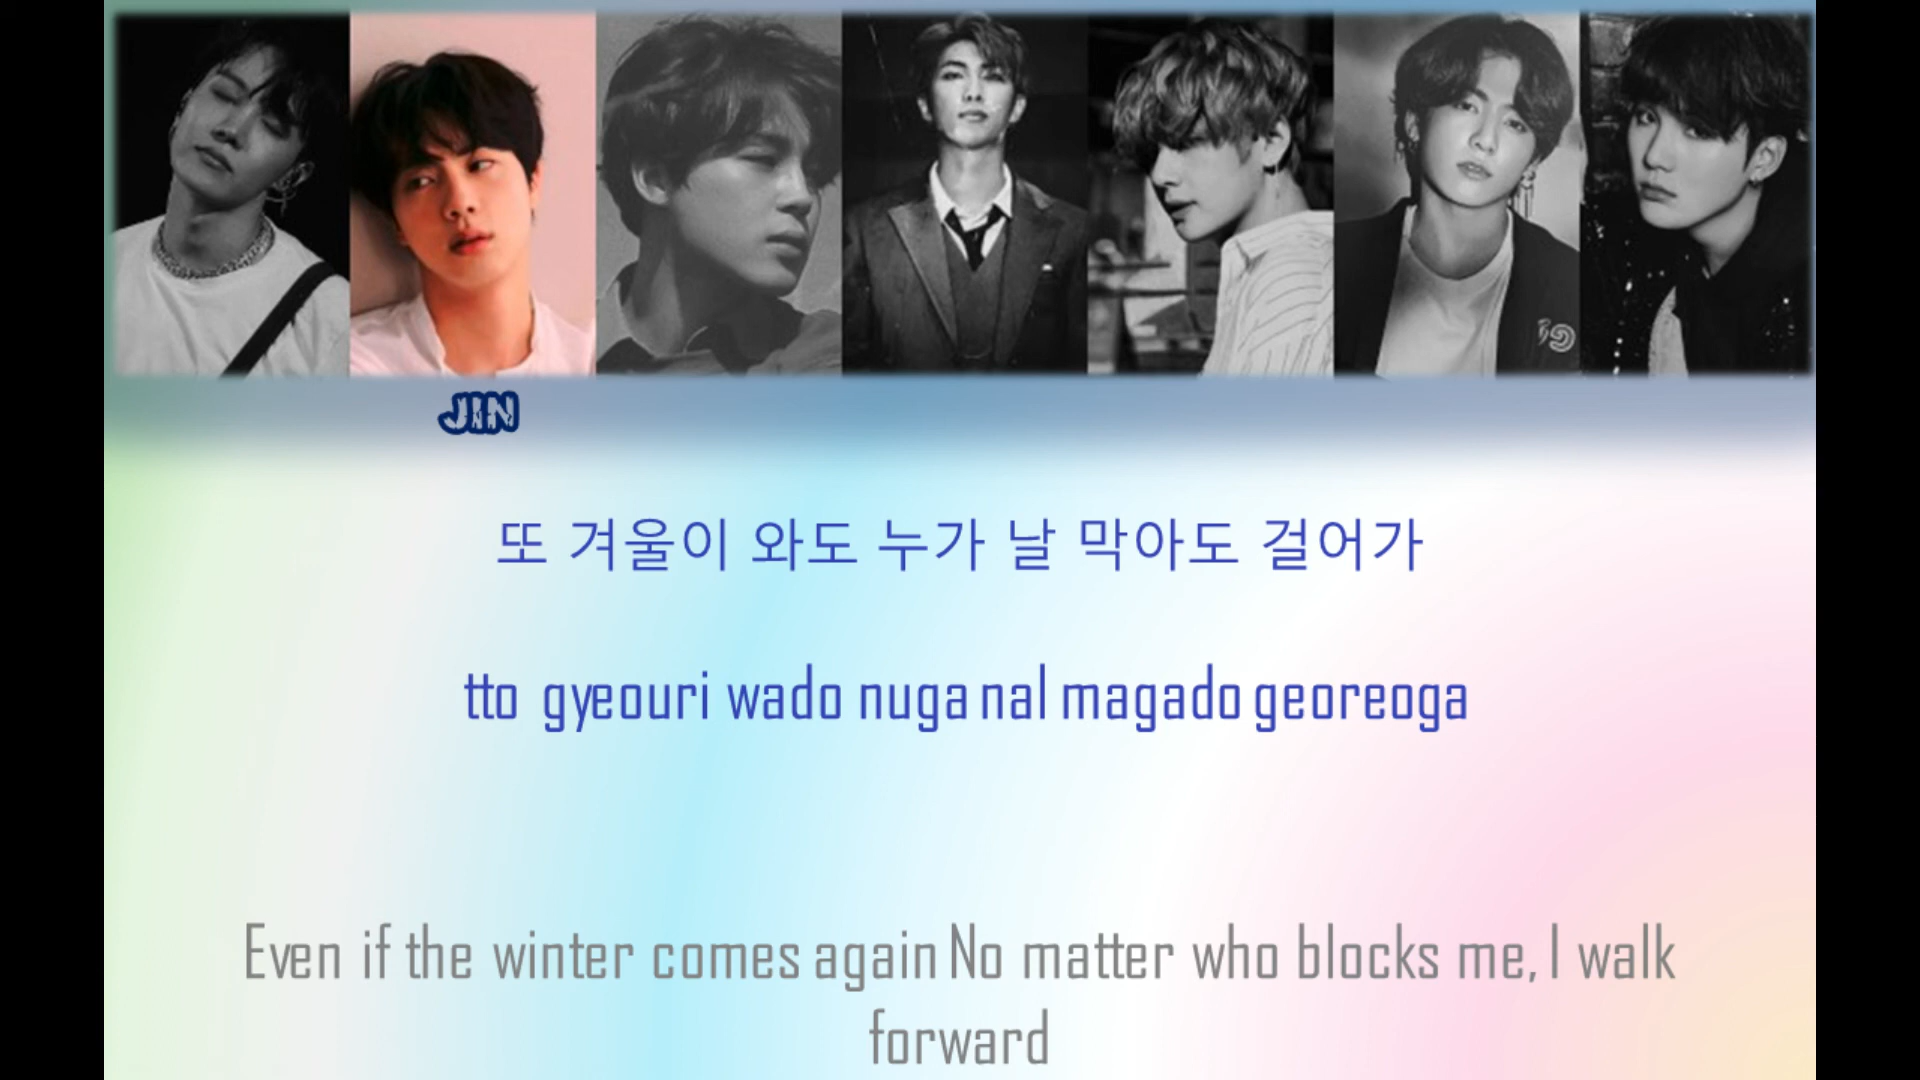 JIN
또 겨울이 와도 누가 날 막아도 걸어가
tto gyeouri wado nuga nal magado georeoga
Even if the winter comes again No matter who blocks me, I walk
forward